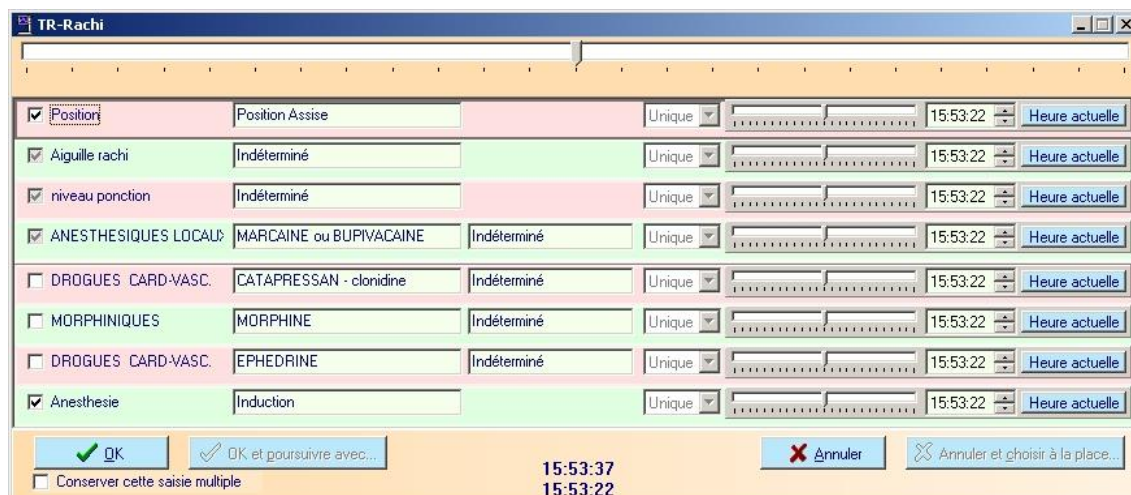 TR-Rachi
Position Position Assise Unique 15:53:22 Heure actuelle
Aiguille rachi Indéterminé Unique 15:53:22 Heure actuelle
niveau ponction Indéterminé Unique 15:53:22 Heure actuelle
ANESTHESIQUES LOCAUX MARCAINE ou BUPIVACAINE Indéterminé Unique 15:53:22 Heure actuelle
DROGUES CARD-VASC. CATAPRESSAN - clonidine Indéterminé Unique 15:53:22 Heure actuelle
MORPHINIQUES MORPHINE Indéterminé Unique 15:53:22 Heure actuelle
DROGUES CARD-VASC. EPHEDRINE Indéterminé Unique 15:53:22 Heure actuelle
Anesthesie Induction Unique 15:53:22 Heure actuelle
OK OK et poursuivre avec... Annuler Annuler et choisir à la place...
15:53:37
Conserver cette saisie multiple
15:53:22